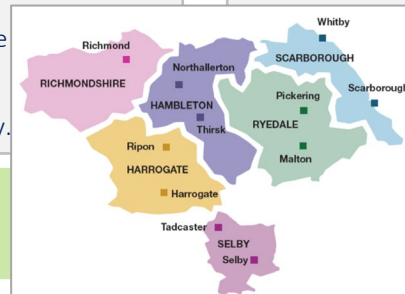 e
y.
Whitby
Richmond
SCARBOROUGH
Northallerton
RICHMONDSHIRE
Scarborough
Pickering
HAMBLETON
RYEDALE
Thirsk
Ripon
Malton
HARROGATE
Harrogate
Tadcaster
SELBY
Selby